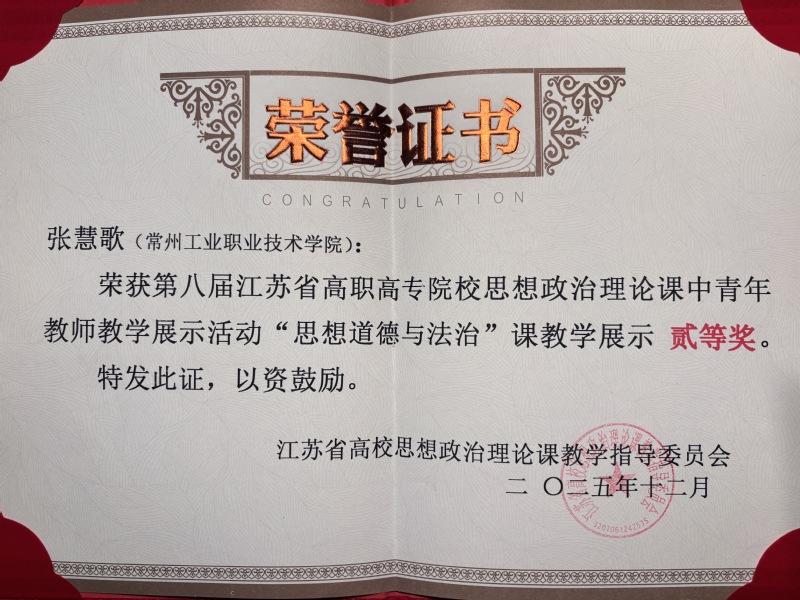 荣誉证书
CONGRATULATION
张慧歌（常州工业职业技术学院）：
荣获第八届江苏省高职高专院校思想政治理论课中青年
教师教学展示活动“思想道德与法治”课教学展示 贰等奖。
特发此证，以资鼓励。
江苏省高校思想政治理论课教学指导委员会
二〇二五年十二月